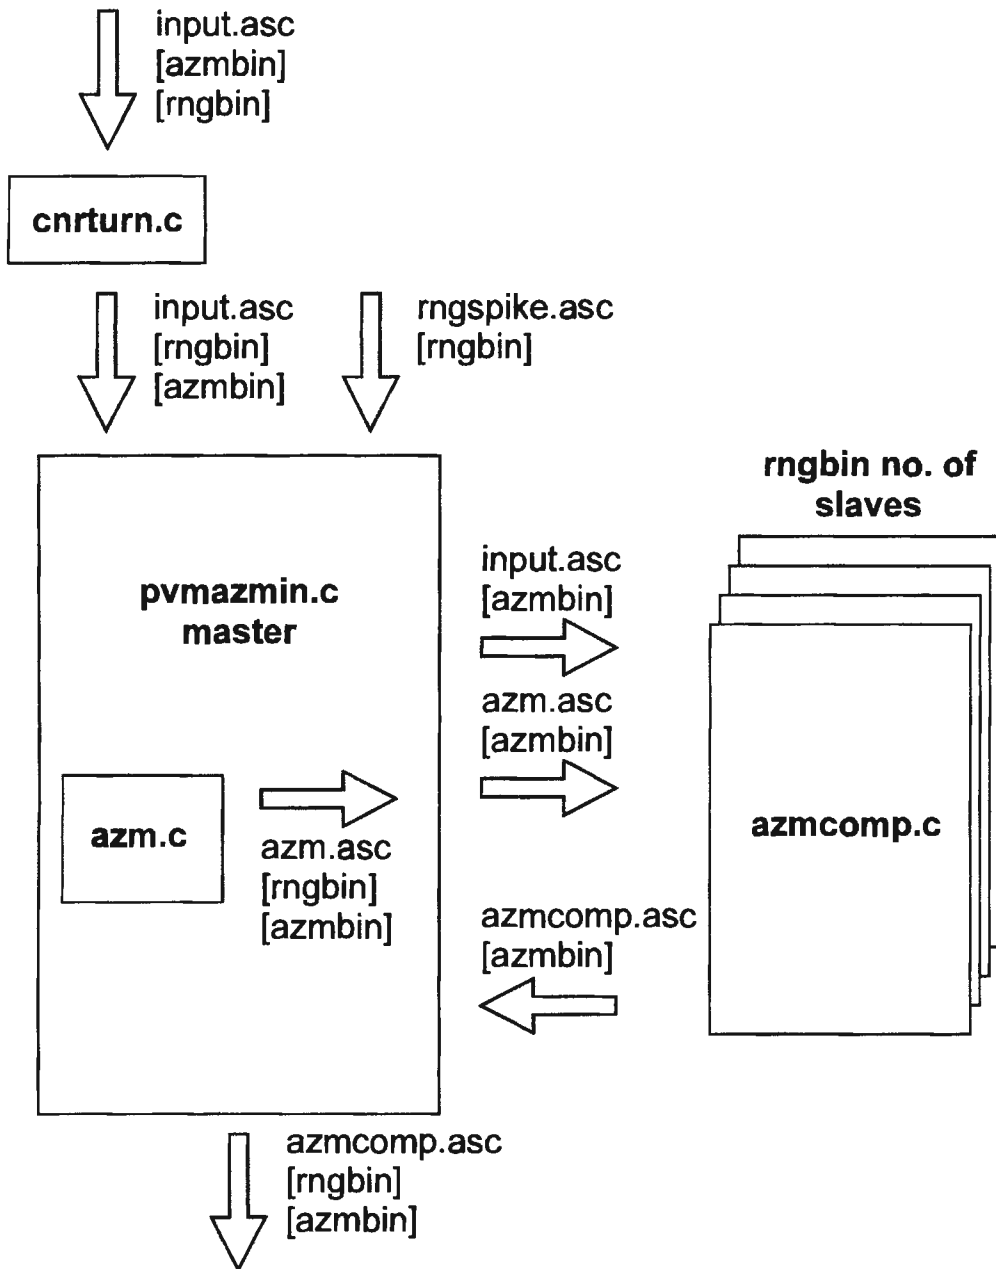 input.asc
[azmbin]
[rngbin]
cnrturn.c
input.asc
[rngbin]
[azmbin]
rngspike.asc
[rngbin]
rngbin no. of
slaves
pvmazmin.c
master
input.asc
[azmbin]
azm.asc
[azmbin]
azm.c
azm.asc
[rngbin]
[azmbin]
azmcomp.c
azmcomp.asc
[azmbin]
azmcomp.asc
[rngbin]
[azmbin]